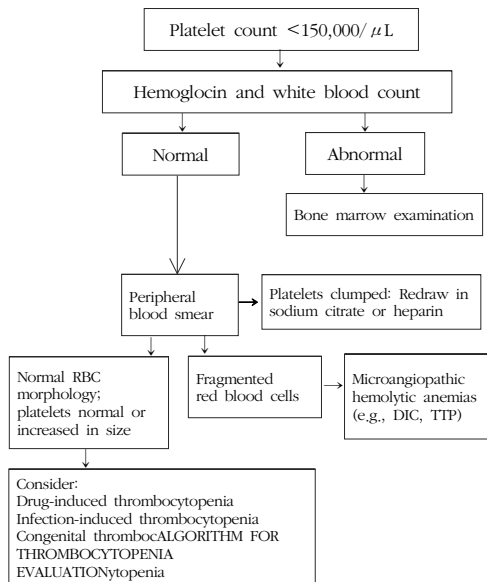 Platelet count <150,000/μL
Hemoglocin and white blood count
Normal
Abnormal
Bone marrow examination
Peripheral
blood smear
Platelets clumped: Redraw in
sodium citrate or heparin
Normal RBC
morphology;
platelets normal or
increased in size
Fragmented
red blood cells
Microangiopathic
hemolytic anemias
(e.g., DIC, TTP)
Consider:
Drug-induced thrombocytopenia
Infection-induced thrombocytopenia
Congenital thrombocALGORITHM FOR
THROMBOCYTOPENIA
EVALUATIONytopenia